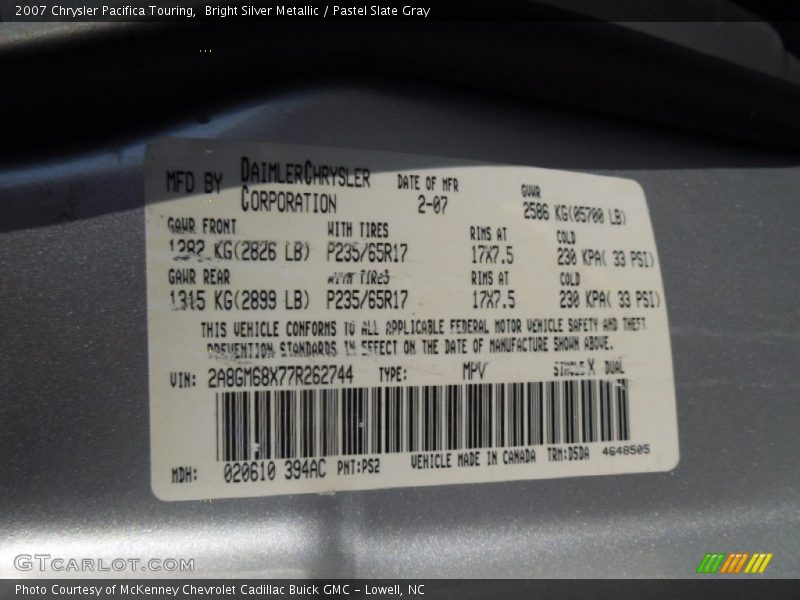 2007 Chrysler Pacifica Touring,  Bright Silver Metallic / Pastel Slate Gray
MFD BY DAIMLERCHRYSLER CORPORATION
DATE OF MFR 2-07
GVWR 2586 KG(05700 LB)
GAWR FRONT WITH TIRES RIMS AT COLD
1282 KG(2826 LB) P235/65R17 17X7.5 230 KPA( 33 PSI)
GAWR REAR WITH TIRES RIMS AT COLD
1315 KG(2899 LB) P235/65R17 17X7.5 230 KPA( 33 PSI)
THIS VEHICLE CONFORMS TO ALL APPLICABLE FEDERAL MOTOR VEHICLE SAFETY AND THEFT
PREVENTION STANDARDS IN EFFECT ON THE DATE OF MANUFACTURE SHOWN ABOVE.
VIN: 2A8GM68X77R262744 TYPE: MPV SINGLE X DUAL
MDH: 020610 394AC PNT:PS2 VEHICLE MADE IN CANADA TRM:D5DA 4648505
GTCARLOT.COM
Photo Courtesy of McKenney Chevrolet Cadillac Buick GMC - Lowell, NC